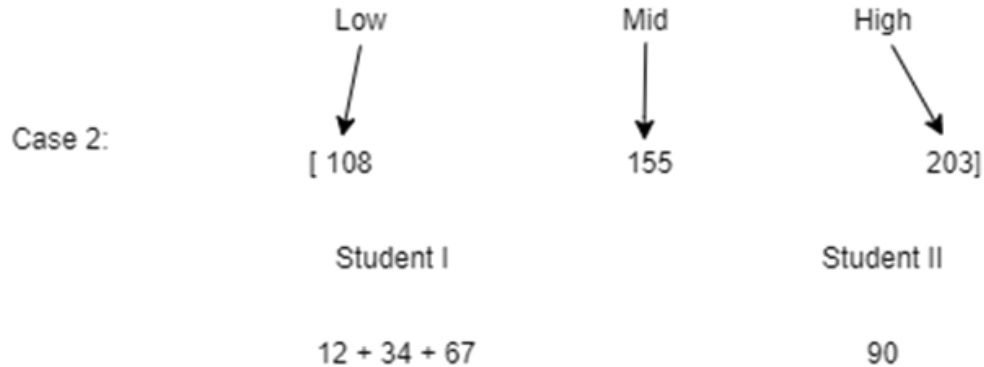 Low Mid High
Case 2:
[ 108 155 203]
Student I Student II
12 + 34 + 67 90